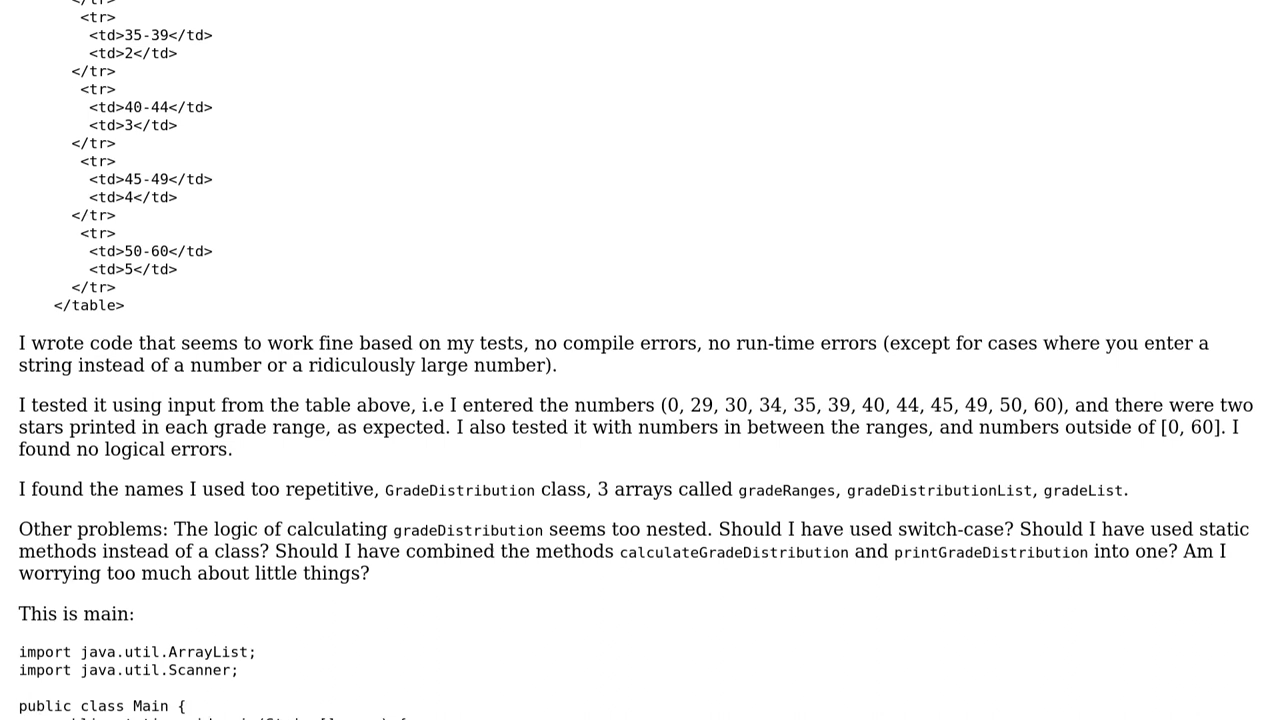 <tr>
<td>35-39</td>
<td>2</td>
</tr>
<tr>
<td>40-44</td>
<td>3</td>
</tr>
<tr>
<td>45-49</td>
<td>4</td>
</tr>
<tr>
<td>50-60</td>
<td>5</td>
</tr>
</table>
I wrote code that seems to work fine based on my tests, no compile errors, no run-time errors (except for cases where you enter a
string instead of a number or a ridiculously large number).
I tested it using input from the table above, i.e I entered the numbers (0, 29, 30, 34, 35, 39, 40, 44, 45, 49, 50, 60), and there were two
stars printed in each grade range, as expected. I also tested it with numbers in between the ranges, and numbers outside of [0, 60]. I
found no logical errors.
I found the names I used too repetitive, GradeDistribution class, 3 arrays called gradeRanges, gradeDistributionList, gradeList.
Other problems: The logic of calculating gradeDistribution seems too nested. Should I have used switch-case? Should I have used static
methods instead of a class? Should I have combined the methods calculateGradeDistribution and printGradeDistribution into one? Am I
worrying too much about little things?
This is main:
import java.util.ArrayList;
import java.util.Scanner;
public class Main {